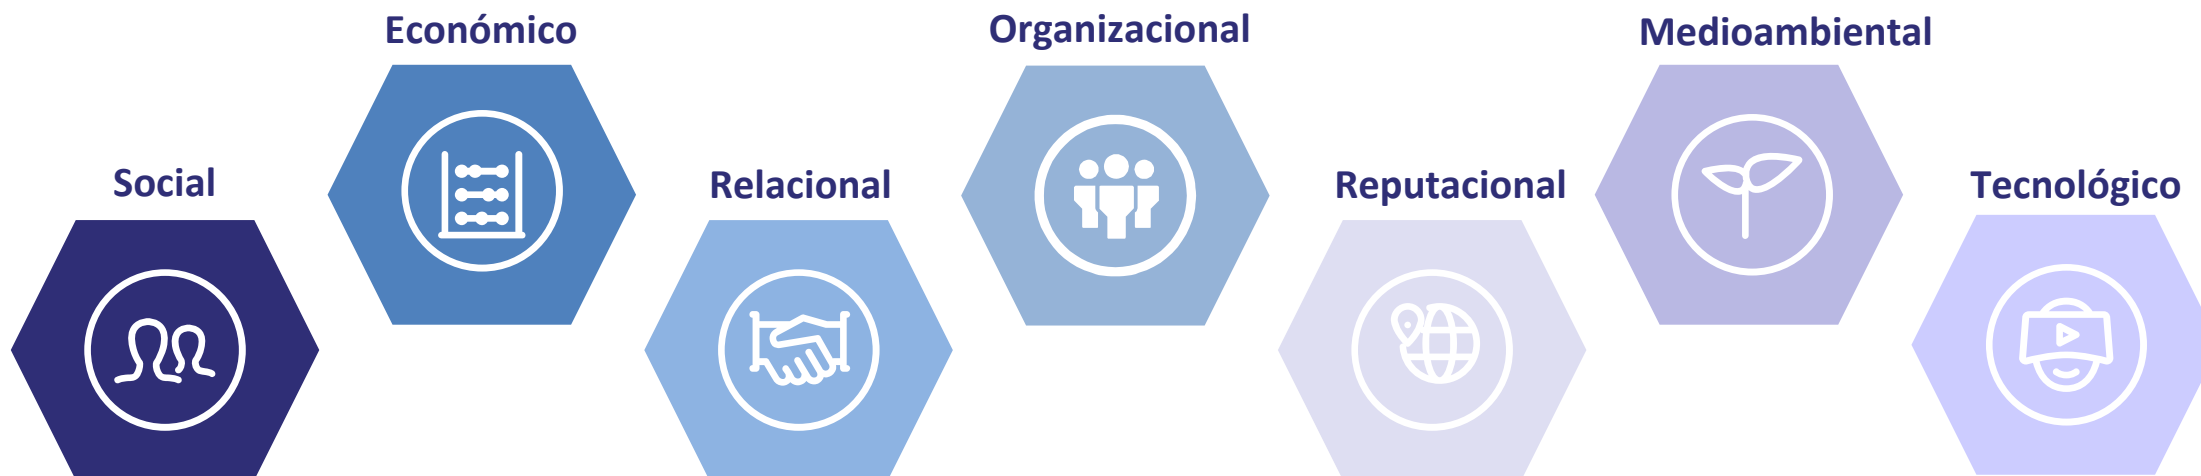 Social
Económico
Relacional
Organizacional
Reputacional
Medioambiental
Tecnológico